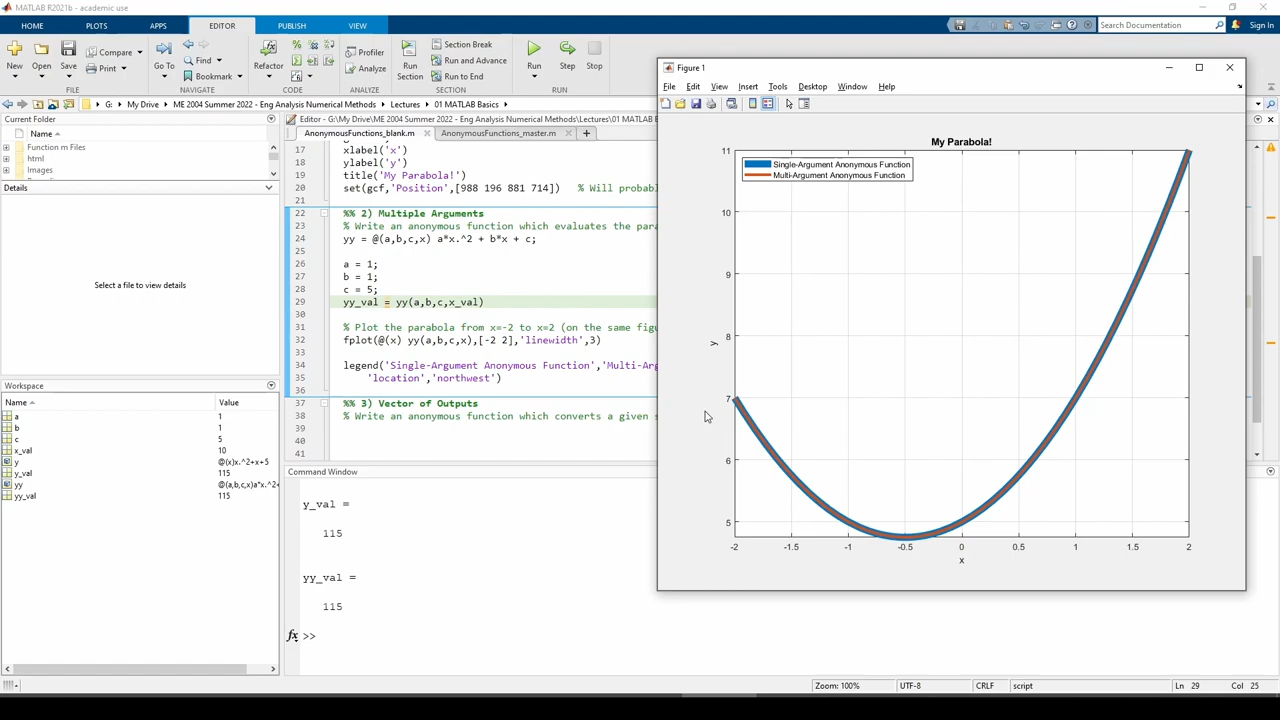 MATLAB R2021b - academic use
HOME PLOTS APPS EDITOR PUBLISH VIEW
Search Documentation
Sign In
New Open Save
Compare
Print
Go To
Find
Bookmark
Refactor
Profiler
Analyze
Run Section
Section Break
Run and Advance
Run to End
Run Step Stop
FILE NAVIGATE CODE ANALYZE SECTION RUN
G: My Drive ME 2004 Summer 2022 - Eng Analysis Numerical Methods Lectures 01 MATLAB Basics
Current Folder
Name
Function m Files
html
Images
Details
Select a file to view details
Workspace
Name Value
a 1
b 1
c 5
x_val 10
y @(x)x.^2+x+5
y_val 115
yy @(a,b,c,x)a*x.^2+
yy_val 115
Editor - G:\My Drive\ME 2004 Summer 2022 - Eng Analysis Numerical Methods\Lectures\01 MATLAB Basics
AnonymousFunctions_blank.m AnonymousFunctions_master.m
17 xlabel('x')
18 ylabel('y')
19 title('My Parabola!')
20 set(gcf,'Position',[988 196 881 714]) % Will probabl
21
22 %% 2) Multiple Arguments
23 % Write an anonymous function which evaluates the para
24 yy = @(a,b,c,x) a*x.^2 + b*x + c;
25
26 a = 1;
27 b = 1;
28 c = 5;
29 yy_val = yy(a,b,c,x_val)
30
31 % Plot the parabola from x=-2 to x=2 (on the same figu
32 fplot(@(x) yy(a,b,c,x),[-2 2],'linewidth',3)
33
34 legend('Single-Argument Anonymous Function','Multi-Arg
35 'location','northwest')
36
37 %% 3) Vector of Outputs
38 % Write an anonymous function which converts a given s
39
40
41
Command Window
y_val =
115
yy_val =
115
fx >>
Figure 1
File Edit View Insert Tools Desktop Window Help
My Parabola!
Single-Argument Anonymous Function
Multi-Argument Anonymous Function
11
10
9
8
7
6
5
y
-2 -1.5 -1 -0.5 0 0.5 1 1.5 2
x
Zoom: 100% UTF-8 CRLF script Ln 29 Col 25